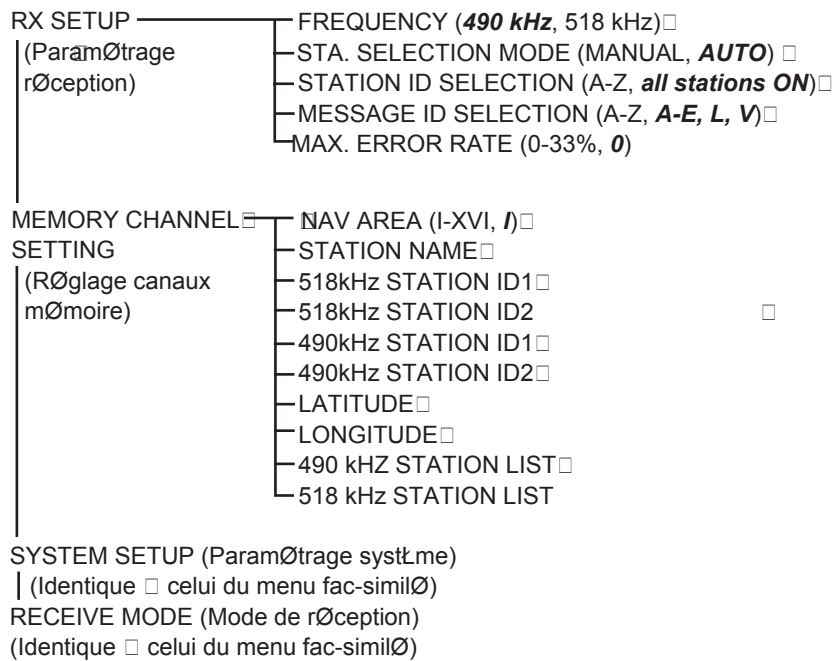 RX SETUP FREQUENCY (490 kHz, 518 kHz)□
(ParamØtrage STA. SELECTION MODE (MANUAL, AUTO) □
rØception) STATION ID SELECTION (A-Z, all stations ON)□
MESSAGE ID SELECTION (A-Z, A-E, L, V)□
MAX. ERROR RATE (0-33%, 0)
MEMORY CHANNEL□ □NAV AREA (I-XVI, I)□
SETTING STATION NAME□
(RØglage canaux 518kHz STATION ID1□
mØmoire) 518kHz STATION ID2 □
490kHz STATION ID1□
490kHz STATION ID2□
LATITUDE□
LONGITUDE□
490 kHZ STATION LIST□
518 kHz STATION LIST
SYSTEM SETUP (ParamØtrage systŁme)
(Identique □ celui du menu fac-similØ)
RECEIVE MODE (Mode de rØception)
(Identique □ celui du menu fac-similØ)